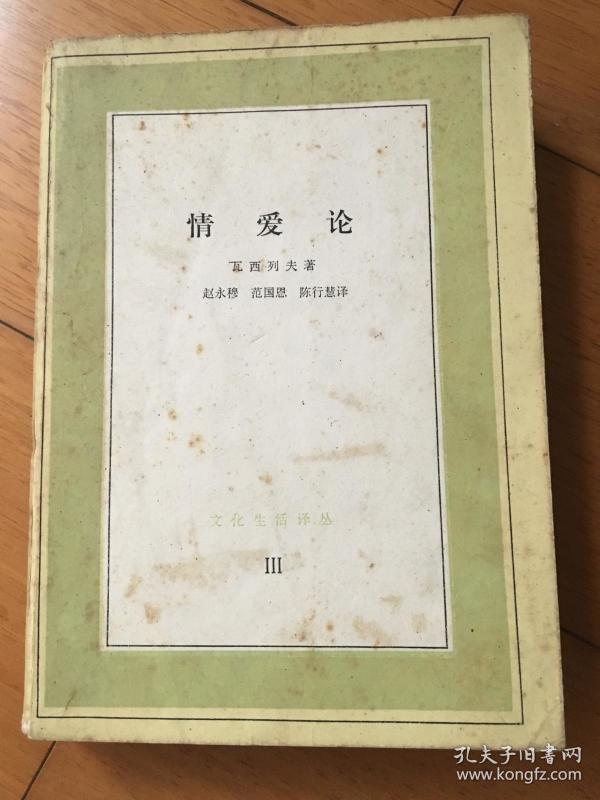 情爱论
瓦西列夫著
赵永穆 范国恩 陈行慧译
文化生活译丛
III
孔夫子旧書网
www.kongfz.com